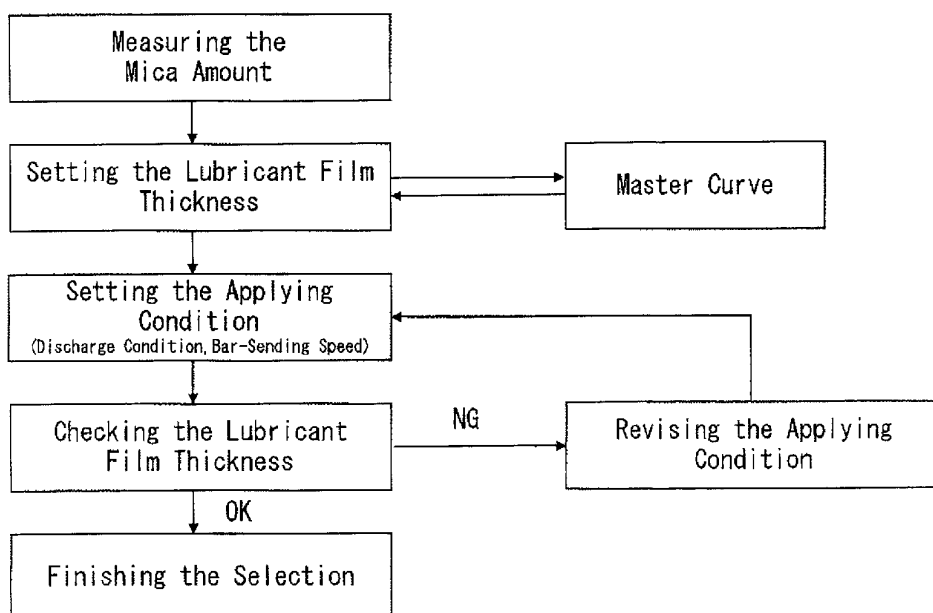 Measuring the
Mica Amount
Setting the Lubricant Film
Thickness
Master Curve
Setting the Applying
Condition
(Discharge Condition, Bar-Sending Speed)
Checking the Lubricant
Film Thickness
NG
Revising the Applying
Condition
OK
Finishing the Selection